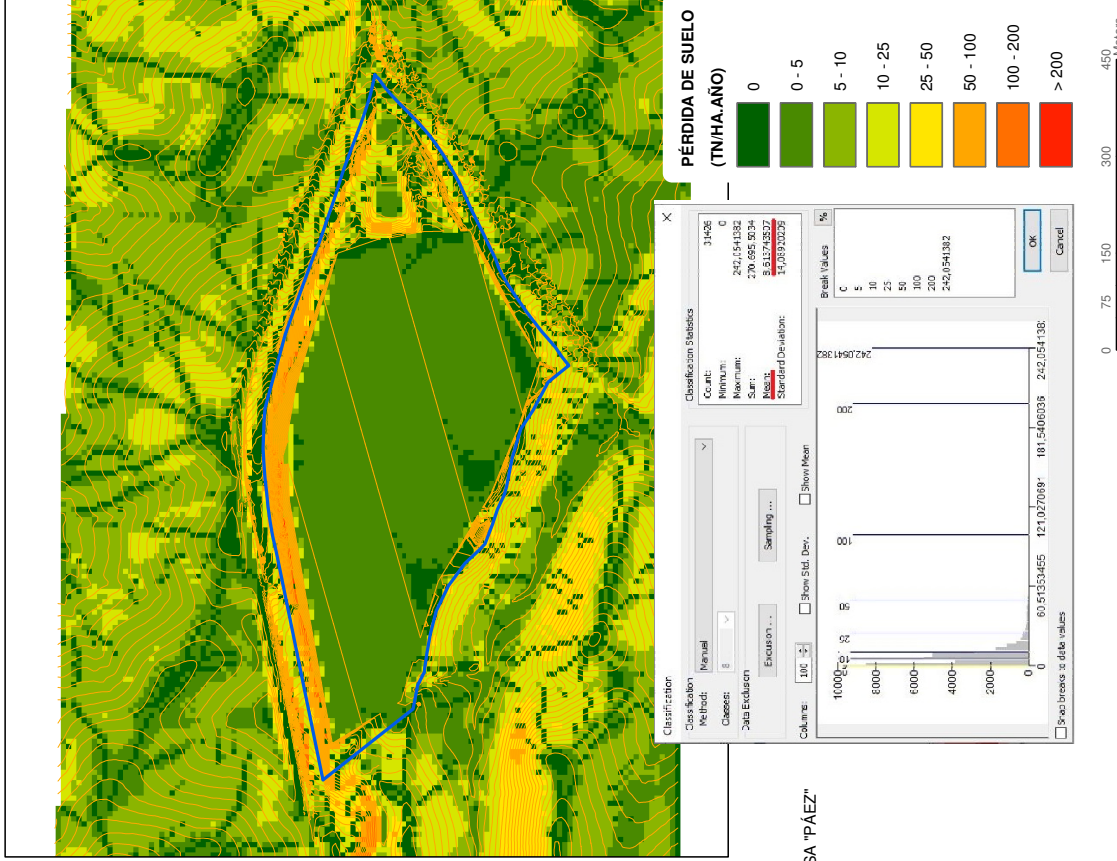 PÉRDIDA DE SUELO
(TN/HA.AÑO)
0
0 - 5
5 - 10
10 - 25
25 - 50
50 - 100
100 - 200
> 200
Classification
Classification
Method: Manual
Classes: 8
Data Exclusion
Exclusion ... Sampling ...
Classification Statistics
Count: 31426
Minimum: 0
Maximum: 242,0541382
Sum: 270.695,5034
Mean: 8,613743507
Standard Deviation: 14,08920209
Columns: 100
Show Std. Dev.
Show Mean
Break Values %
0
5
10
25
50
100
200
242,0541382
10000
8000
6000
4000
2000
0
10
25
50
100
200
242,0541382
0 60,51353455 121,0270691 181,5406036 242,054138:
Snap breaks to data values
OK
Cancel
SA "PÁEZ"
0 75 150 300 450